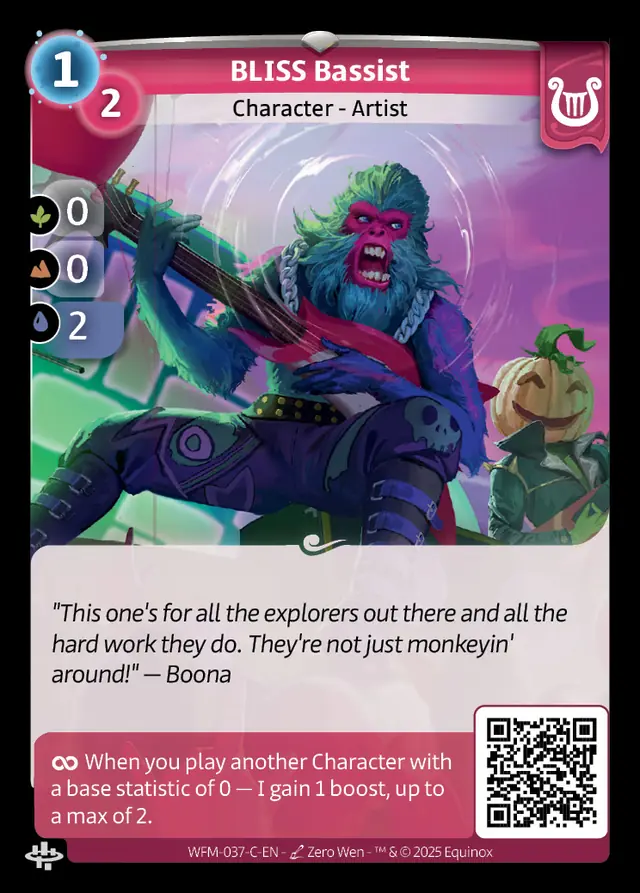 1
2
BLISS Bassist
Character - Artist
0
0
2
"This one's for all the explorers out there and all the
hard work they do. They're not just monkeyin'
around!" — Boona
∞ When you play another Character with
a base statistic of 0 — I gain 1 boost, up to
a max of 2.
WFM-037-C-EN - Zero Wen - ™ & © 2025 Equinox